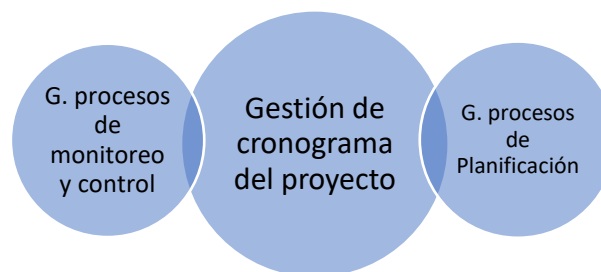 G. procesos
de
monitoreo
y control
Gestión de
cronograma
del proyecto
G. procesos
de
Planificación